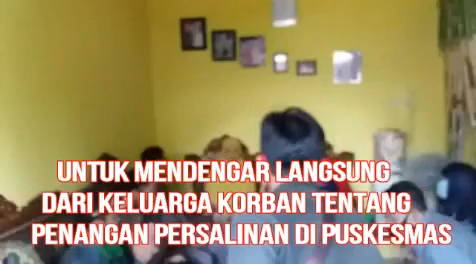 UNTUK MENDENGAR LANGSUNG
DARI KELUARGA KORBAN TENTANG
PENANGAN PERSALINAN DI PUSKESMAS